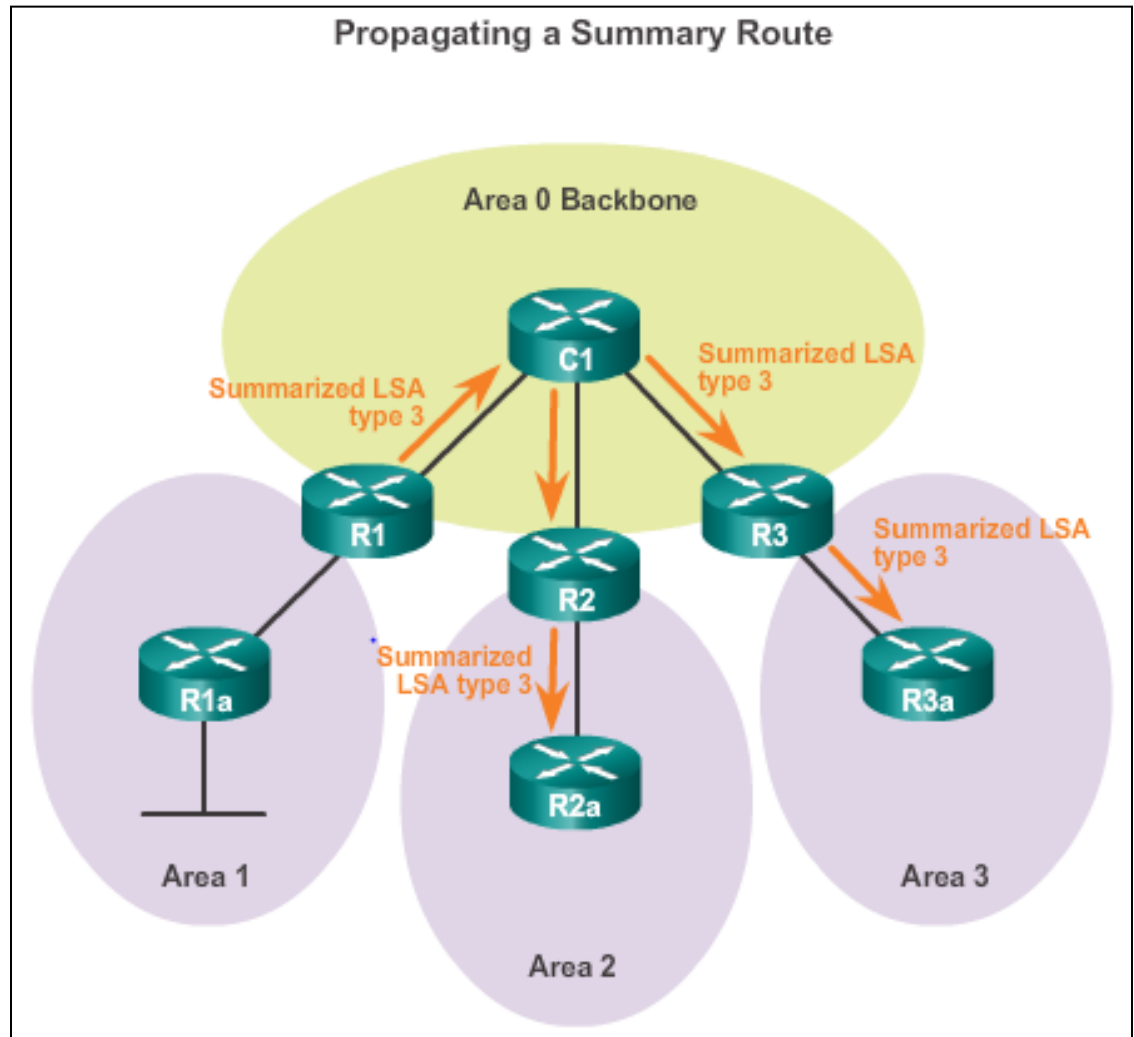 Propagating a Summary Route
Area 0 Backbone
C1
Summarized LSA
type 3
Summarized LSA
type 3
R1
R2
R3
Summarized LSA
type 3
Summarized
LSA type 3
R1a
R3a
R2a
Area 1
Area 3
Area 2